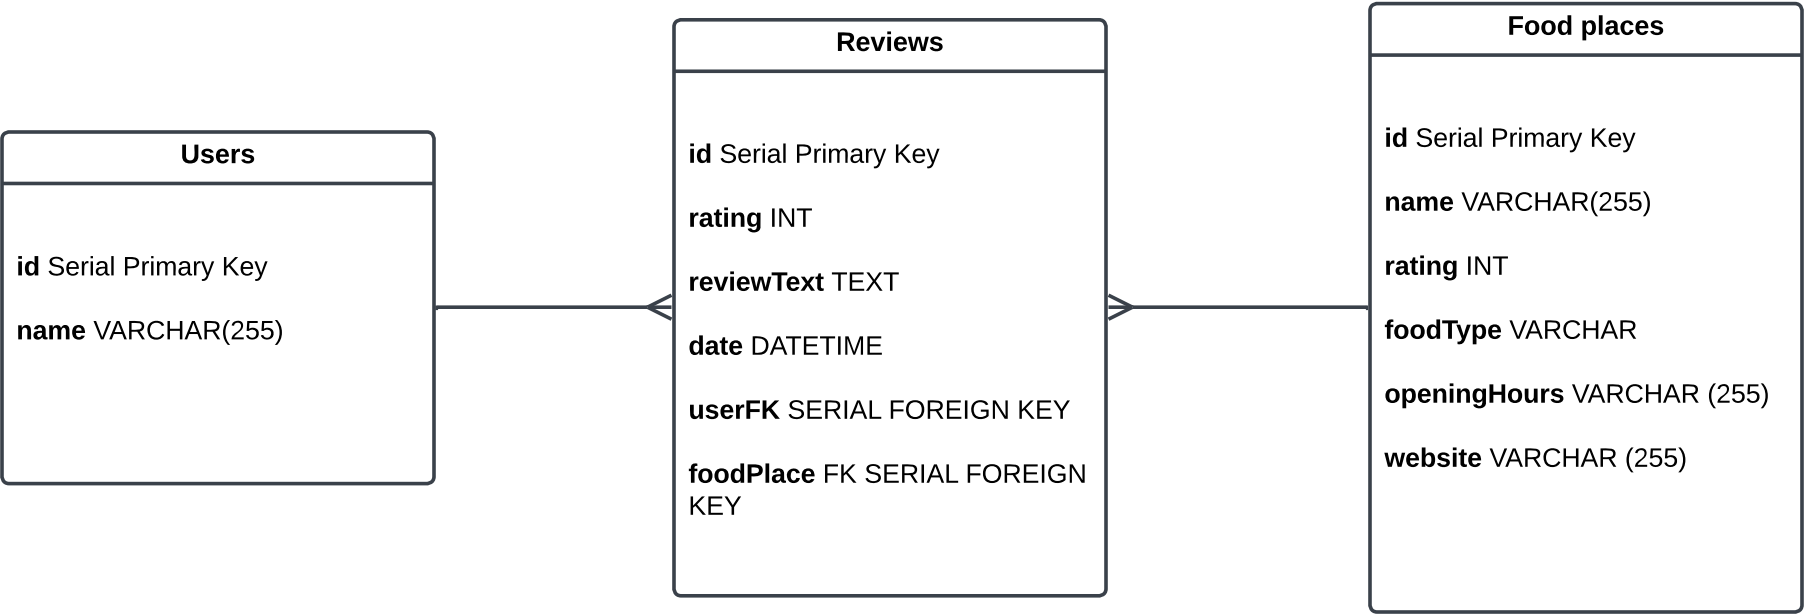 Users
id Serial Primary Key
name VARCHAR(255)
Reviews
id Serial Primary Key
rating INT
reviewText TEXT
date DATETIME
userFK SERIAL FOREIGN KEY
foodPlace FK SERIAL FOREIGN
KEY
Food places
id Serial Primary Key
name VARCHAR(255)
rating INT
foodType VARCHAR
openingHours VARCHAR (255)
website VARCHAR (255)